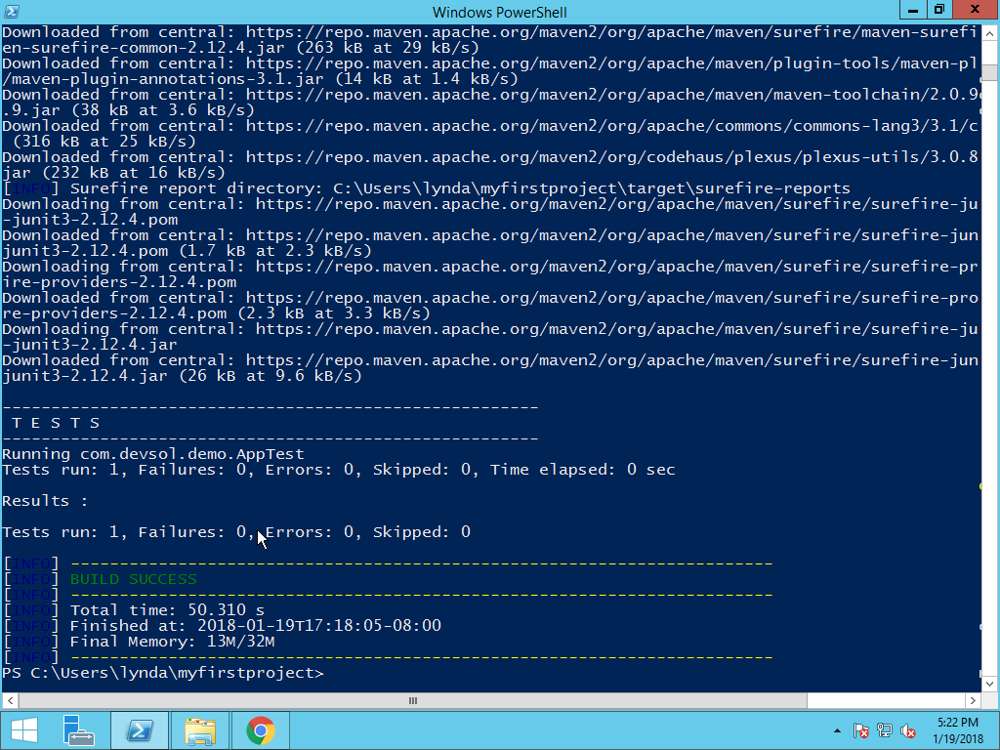 Windows PowerShell
Downloaded from central: https://repo.maven.apache.org/maven2/org/apache/maven/surefire/maven-surefi
en-surefire-common-2.12.4.jar (263 kB at 29 kB/s)
Downloaded from central: https://repo.maven.apache.org/maven2/org/apache/maven/plugin-tools/maven-pl
/maven-plugin-annotations-3.1.jar (14 kB at 1.4 kB/s)
Downloaded from central: https://repo.maven.apache.org/maven2/org/apache/maven/maven-toolchain/2.0.9
.9.jar (38 kB at 3.6 kB/s)
Downloaded from central: https://repo.maven.apache.org/maven2/org/apache/commons/commons-lang3/3.1/c
(316 kB at 25 kB/s)
Downloaded from central: https://repo.maven.apache.org/maven2/org/codehaus/plexus/plexus-utils/3.0.8
jar (232 kB at 16 kB/s)
[INFO] Surefire report directory: C:\Users\lynda\myfirstproject\target\surefire-reports
Downloading from central: https://repo.maven.apache.org/maven2/org/apache/maven/surefire/surefire-ju
-junit3-2.12.4.pom
Downloaded from central: https://repo.maven.apache.org/maven2/org/apache/maven/surefire/surefire-jun
junit3-2.12.4.pom (1.7 kB at 2.3 kB/s)
Downloading from central: https://repo.maven.apache.org/maven2/org/apache/maven/surefire/surefire-pr
ire-providers-2.12.4.pom
Downloaded from central: https://repo.maven.apache.org/maven2/org/apache/maven/surefire/surefire-pro
re-providers-2.12.4.pom (2.3 kB at 3.3 kB/s)
Downloading from central: https://repo.maven.apache.org/maven2/org/apache/maven/surefire/surefire-ju
-junit3-2.12.4.jar
Downloaded from central: https://repo.maven.apache.org/maven2/org/apache/maven/surefire/surefire-jun
junit3-2.12.4.jar (26 kB at 9.6 kB/s)
-------------------------------------------------------
T E S T S
-------------------------------------------------------
Running com.devsol.demo.AppTest
Tests run: 1, Failures: 0, Errors: 0, Skipped: 0, Time elapsed: 0 sec
Results :
Tests run: 1, Failures: 0, Errors: 0, Skipped: 0
[INFO] ------------------------------------------------------------------------
[INFO] BUILD SUCCESS
[INFO] ------------------------------------------------------------------------
[INFO] Total time: 50.310 s
[INFO] Finished at: 2018-01-19T17:18:05-08:00
[INFO] Final Memory: 13M/32M
[INFO] ------------------------------------------------------------------------
PS C:\Users\lynda\myfirstproject>
5:22 PM
1/19/2018